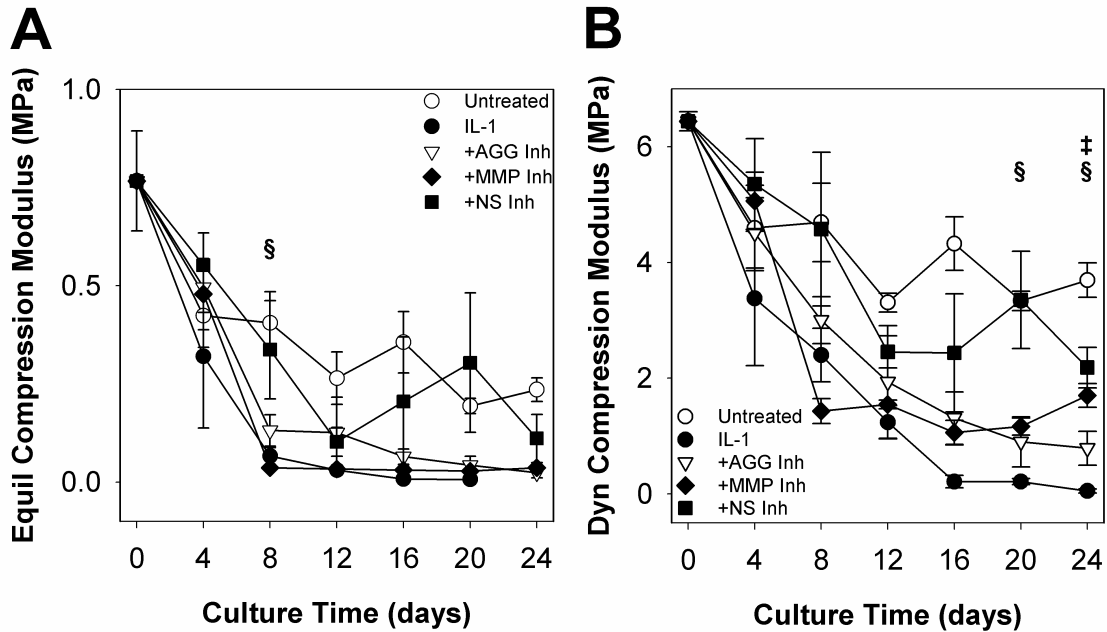 A
Equil Compression Modulus (MPa)
1.0
0.5
0.0
Untreated
IL-1
+AGG Inh
+MMP Inh
+NS Inh
§
0 4 8 12 16 20 24
Culture Time (days)
B
Dyn Compression Modulus (MPa)
6
4
2
0
‡
§ §
Untreated
IL-1
+AGG Inh
+MMP Inh
+NS Inh
0 4 8 12 16 20 24
Culture Time (days)